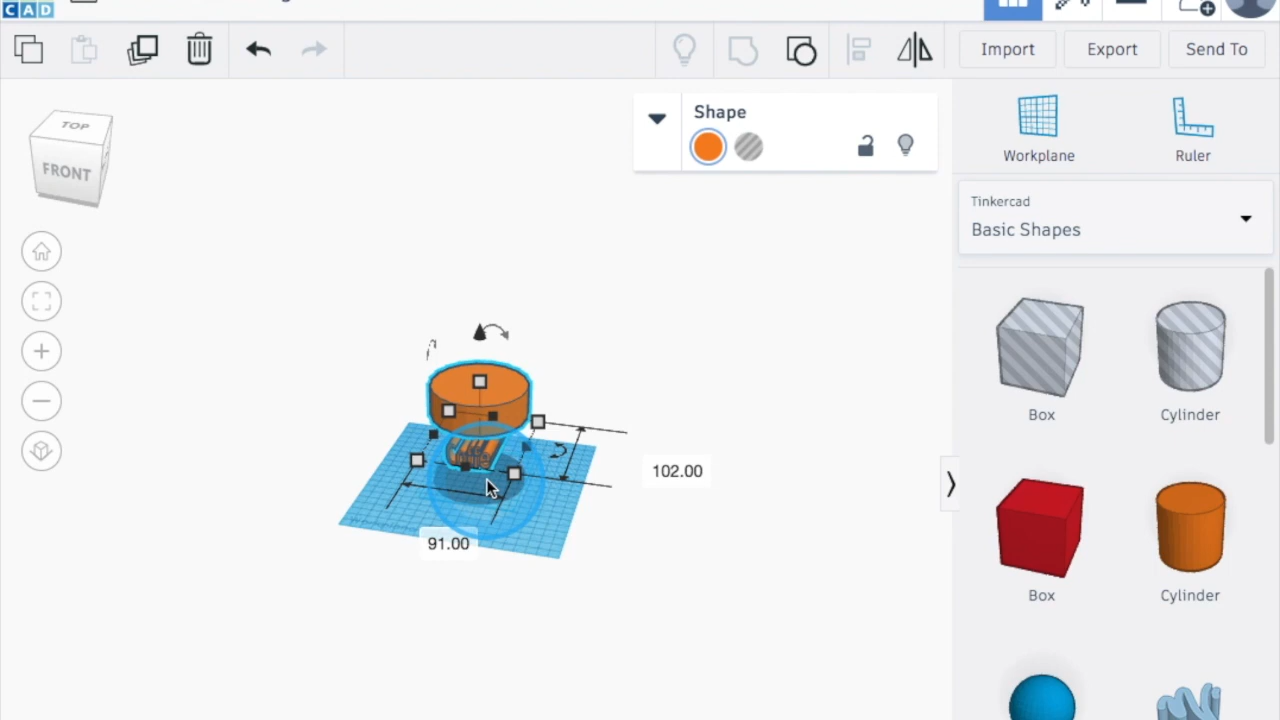 CAD
Import
Export
Send To
TOP
FRONT
Shape
Workplane
Ruler
Tinkercad
Basic Shapes
Box
Cylinder
102.00
91.00
Box
Cylinder